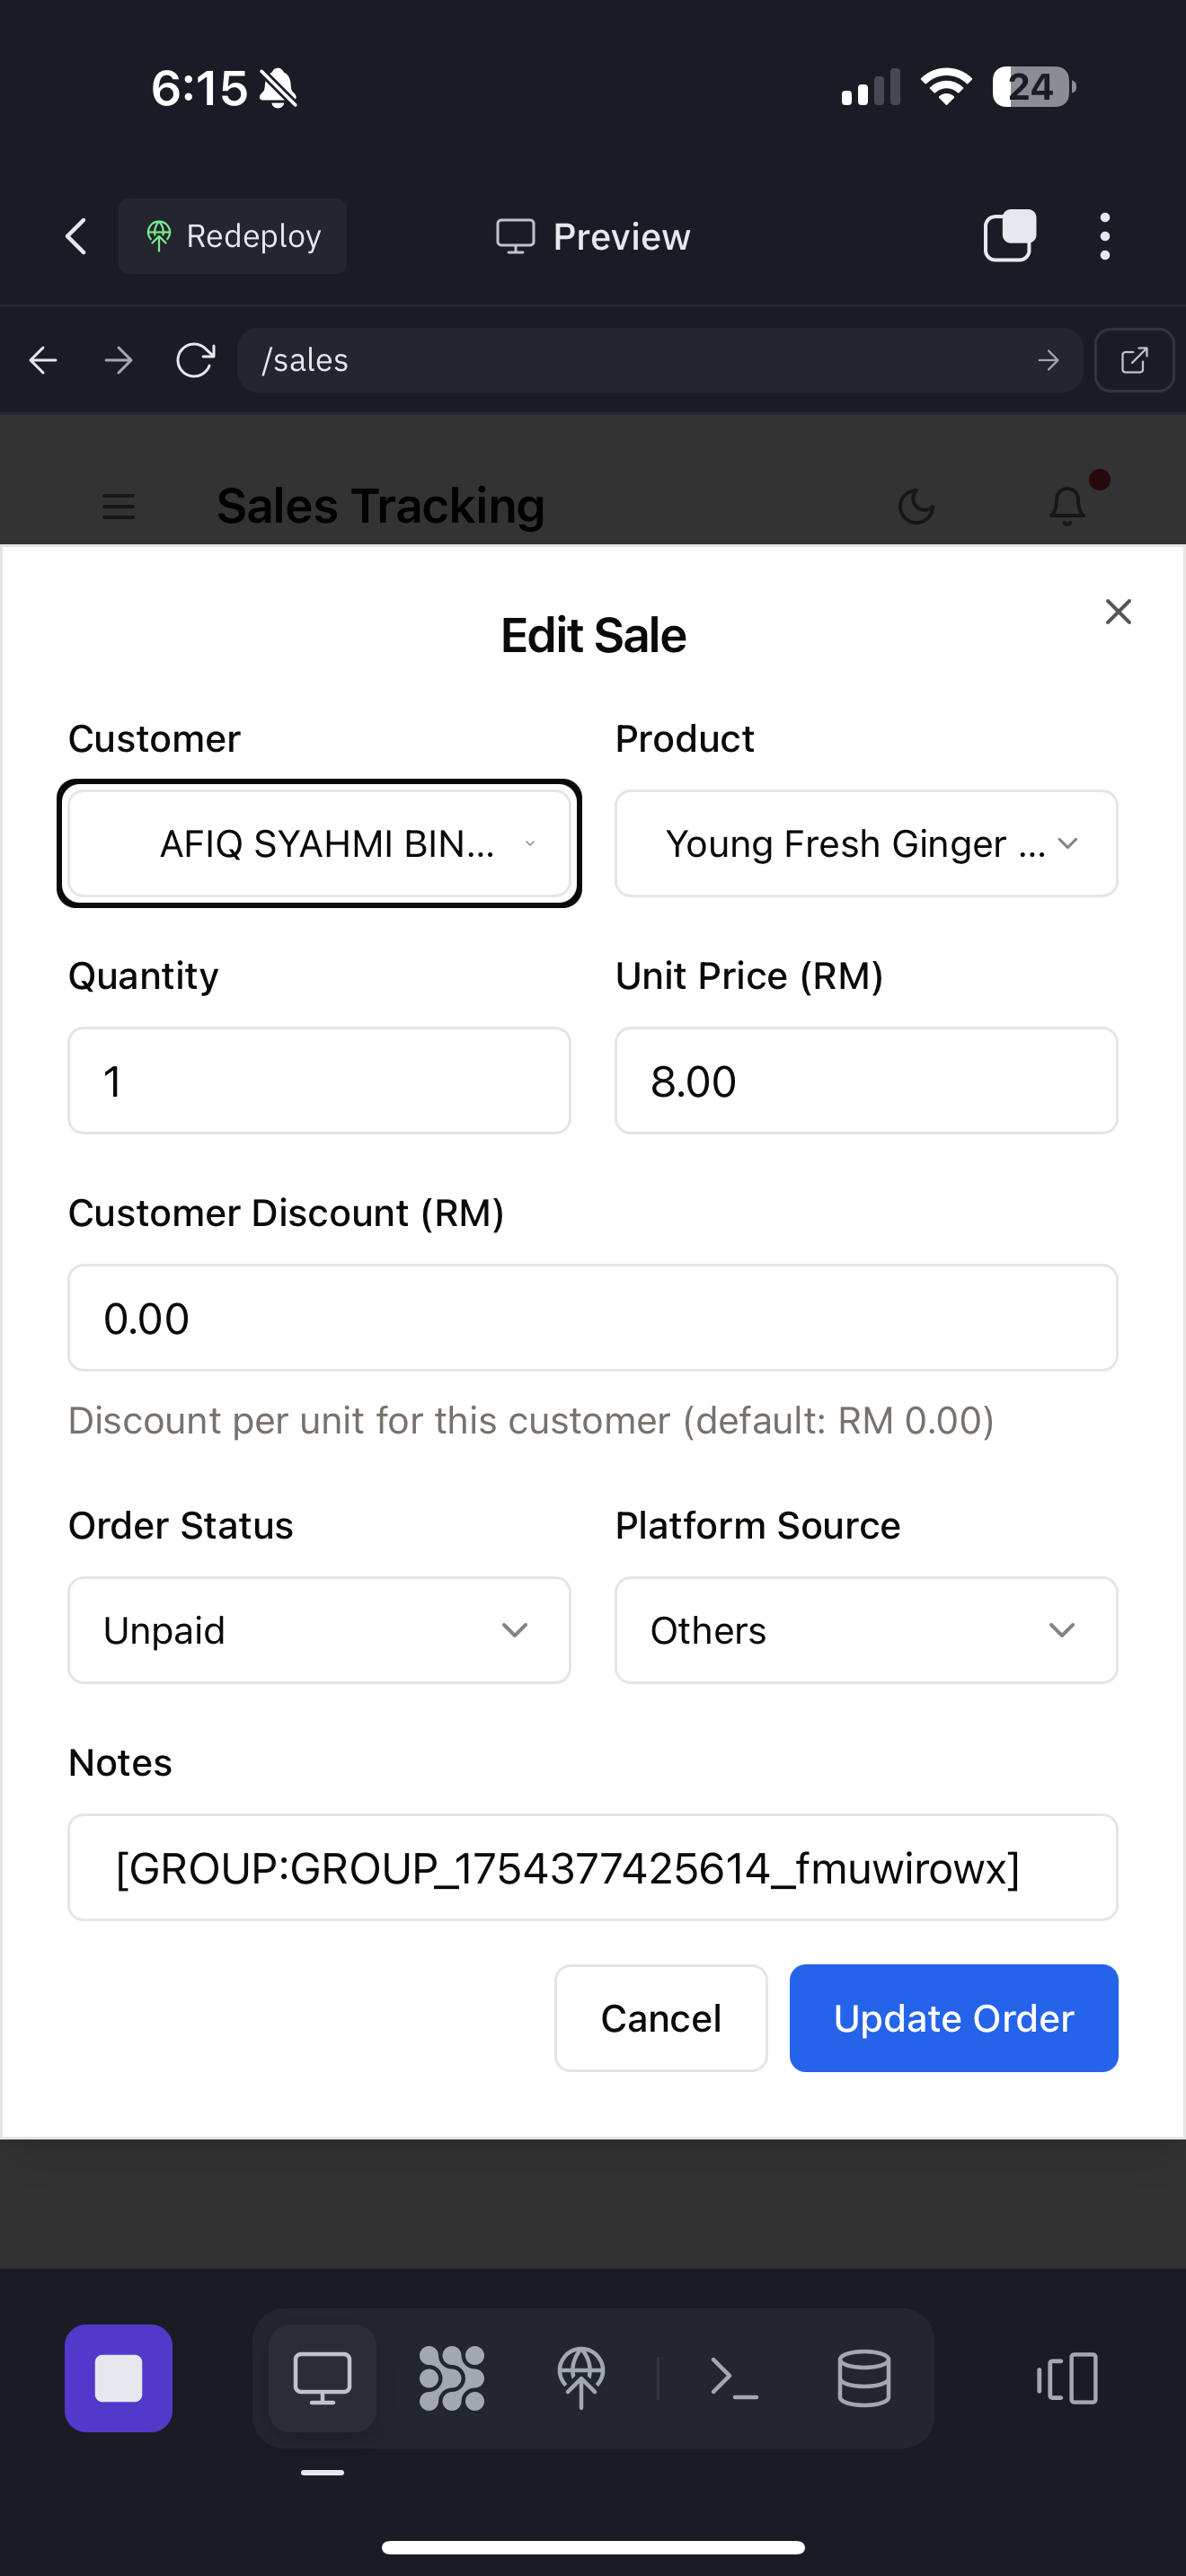 6:15
24
Redeploy
Preview
/sales
Sales Tracking
Edit Sale
Customer
Product
AFIQ SYAHMI BIN...
Young Fresh Ginger ...
Quantity
Unit Price (RM)
1
8.00
Customer Discount (RM)
0.00
Discount per unit for this customer (default: RM 0.00)
Order Status
Platform Source
Unpaid
Others
Notes
[GROUP:GROUP_1754377425614_fmuwirowx]
Cancel
Update Order